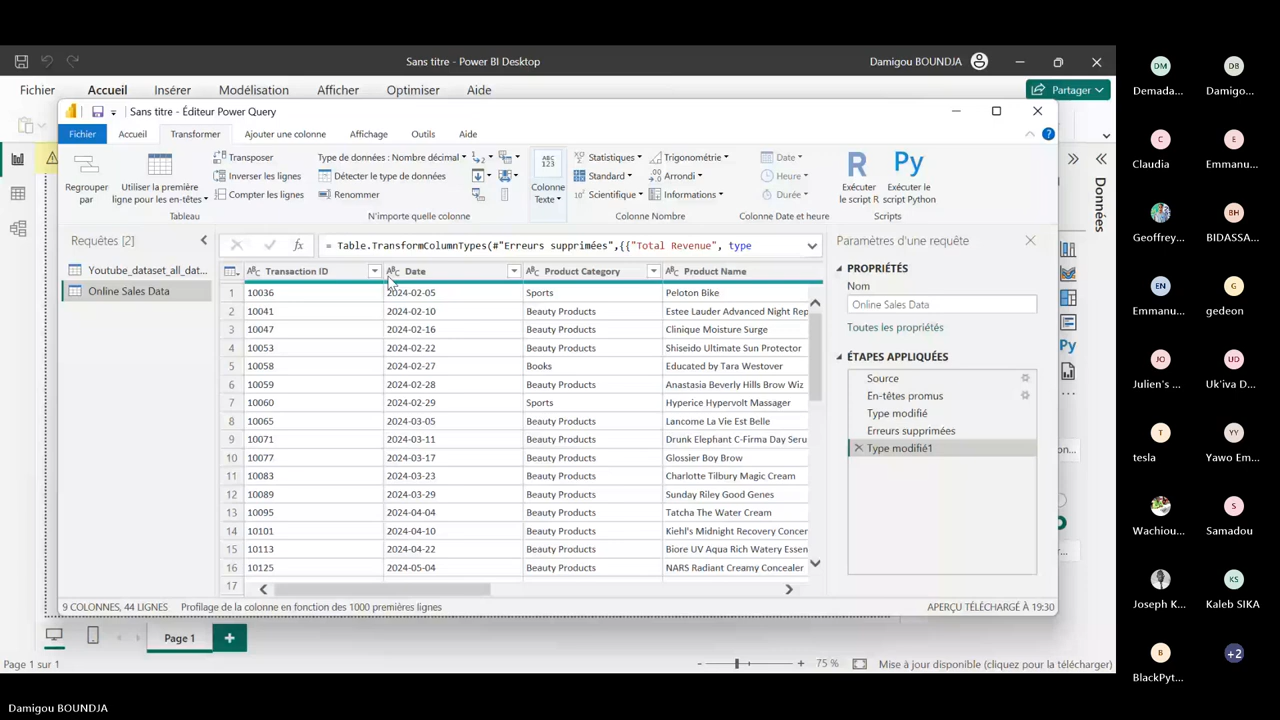 Sans titre - Power BI Desktop
Damigou BOUNDJA
Fichier Accueil Insérer Modélisation Afficher Optimiser Aide
Partager
Sans titre - Éditeur Power Query
Fichier Accueil Transformer Ajouter une colonne Affichage Outils Aide
Regrouper par
Utiliser la première ligne pour les en-têtes
Transposer
Inverser les lignes
Compter les lignes
Tableau
Type de données : Nombre décimal
Détecter le type de données
Renommer
N'importe quelle colonne
ABC
123
Colonne Texte
Statistiques
Standard
Scientifique
Trigonométrie
Arrondi
Informations
Colonne Nombre
Date
Heure
Durée
Colonne Date et heure
R
Exécuter le script R
Py
Exécuter le script Python
Scripts
Données
Requêtes [2]
Youtube_dataset_all_dat...
Online Sales Data
fx = Table.TransformColumnTypes(#"Erreurs supprimées",{{"Total Revenue", type
Transaction ID Date Product Category Product Name
1 10036 2024-02-05 Sports Peloton Bike
2 10041 2024-02-10 Beauty Products Estee Lauder Advanced Night Rep
3 10047 2024-02-16 Beauty Products Clinique Moisture Surge
4 10053 2024-02-22 Beauty Products Shiseido Ultimate Sun Protector
5 10058 2024-02-27 Books Educated by Tara Westover
6 10059 2024-02-28 Beauty Products Anastasia Beverly Hills Brow Wiz
7 10060 2024-02-29 Sports Hyperice Hypervolt Massager
8 10065 2024-03-05 Beauty Products Lancome La Vie Est Belle
9 10071 2024-03-11 Beauty Products Drunk Elephant C-Firma Day Seru
10 10077 2024-03-17 Beauty Products Glossier Boy Brow
11 10083 2024-03-23 Beauty Products Charlotte Tilbury Magic Cream
12 10089 2024-03-29 Beauty Products Sunday Riley Good Genes
13 10095 2024-04-04 Beauty Products Tatcha The Water Cream
14 10101 2024-04-10 Beauty Products Kiehl's Midnight Recovery Concer
15 10113 2024-04-22 Beauty Products Biore UV Aqua Rich Watery Essen
16 10125 2024-05-04 Beauty Products NARS Radiant Creamy Concealer
17
Paramètres d'une requête
PROPRIÉTÉS
Nom
Online Sales Data
Toutes les propriétés
ÉTAPES APPLIQUÉES
Source
En-têtes promus
Type modifié
Erreurs supprimées
Type modifié1
9 COLONNES, 44 LIGNES Profilage de la colonne en fonction des 1000 premières lignes
APERÇU TÉLÉCHARGÉ À 19:30
Py
on...
Page 1
Page 1 sur 1
75 %
Mise à jour disponible (cliquez pour la télécharger)
Damigou BOUNDJA
DM DB
Demada... Damigo...
C E
Claudia Emmanu...
BH
Geoffrey... BIDASSA...
EN G
Emmanu... gedeon
JO UD
Julien's ... Uk'iva D...
T YY
tesla Yawo Em...
S
Wachiou... Samadou
KS
Joseph K... Kaleb SIKA
B +2
BlackPyt...